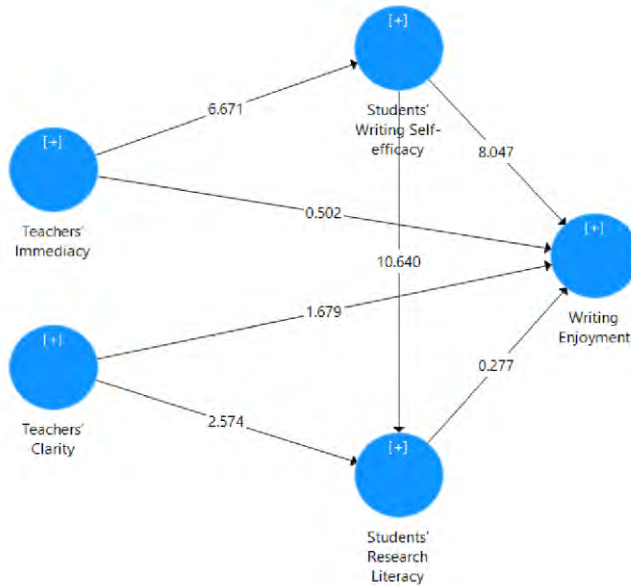 [+]
Students'
Writing Self-
efficacy
6.671
8.047
[+]
Teachers'
Immediacy
0.502
[+]
Writing
Enjoyment
10.640
1.679
[+]
Teachers'
Clarity
0.277
2.574
[+]
Students'
Research
Literacy